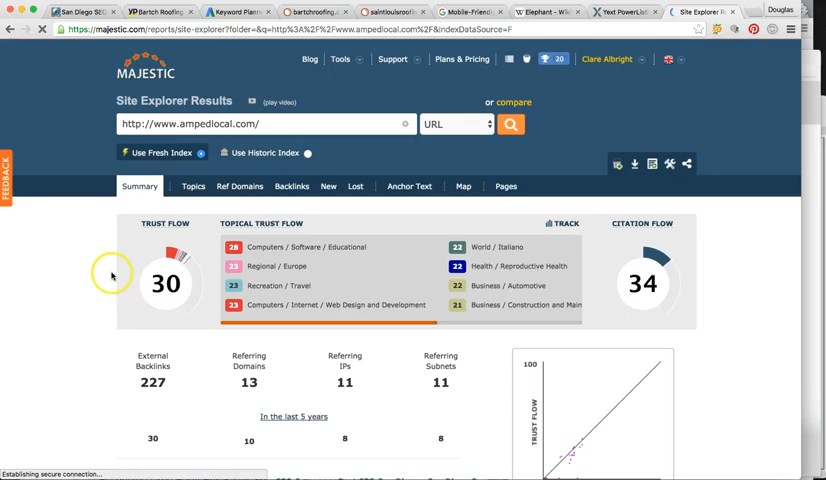 San Diego SEO
Bartch Roofing
Keyword Plann
bartchroofing.
saintlouisroofin
Mobile-Friendly
Elephant - Wiki
Yext PowerList
Site Explorer R
Douglas
https://majestic.com/reports/site-explorer?folder=&q=http%3A%2F%2Fwww.ampedlocal.com%2F&IndexDataSource=F
MAJESTIC
Blog
Tools
Support
Plans & Pricing
20
Clare Albright
Site Explorer Results
(play video)
or compare
http://www.ampedlocal.com/
URL
Use Fresh Index
Use Historic Index
FEEDBACK
Summary
Topics
Ref Domains
Backlinks
New
Lost
Anchor Text
Map
Pages
TRUST FLOW
TOPICAL TRUST FLOW
TRACK
CITATION FLOW
28 Computers / Software / Educational
22 World / Italiano
23 Regional / Europe
22 Health / Reproductive Health
30
34
23 Recreation / Travel
22 Business / Automotive
23 Computers / Internet / Web Design and Development
21 Business / Construction and Main
External
Backlinks
227
Referring
Domains
13
Referring
IPs
11
Referring
Subnets
11
100
TRUST FLOW
In the last 5 years
30
10
8
8
Establishing secure connection...